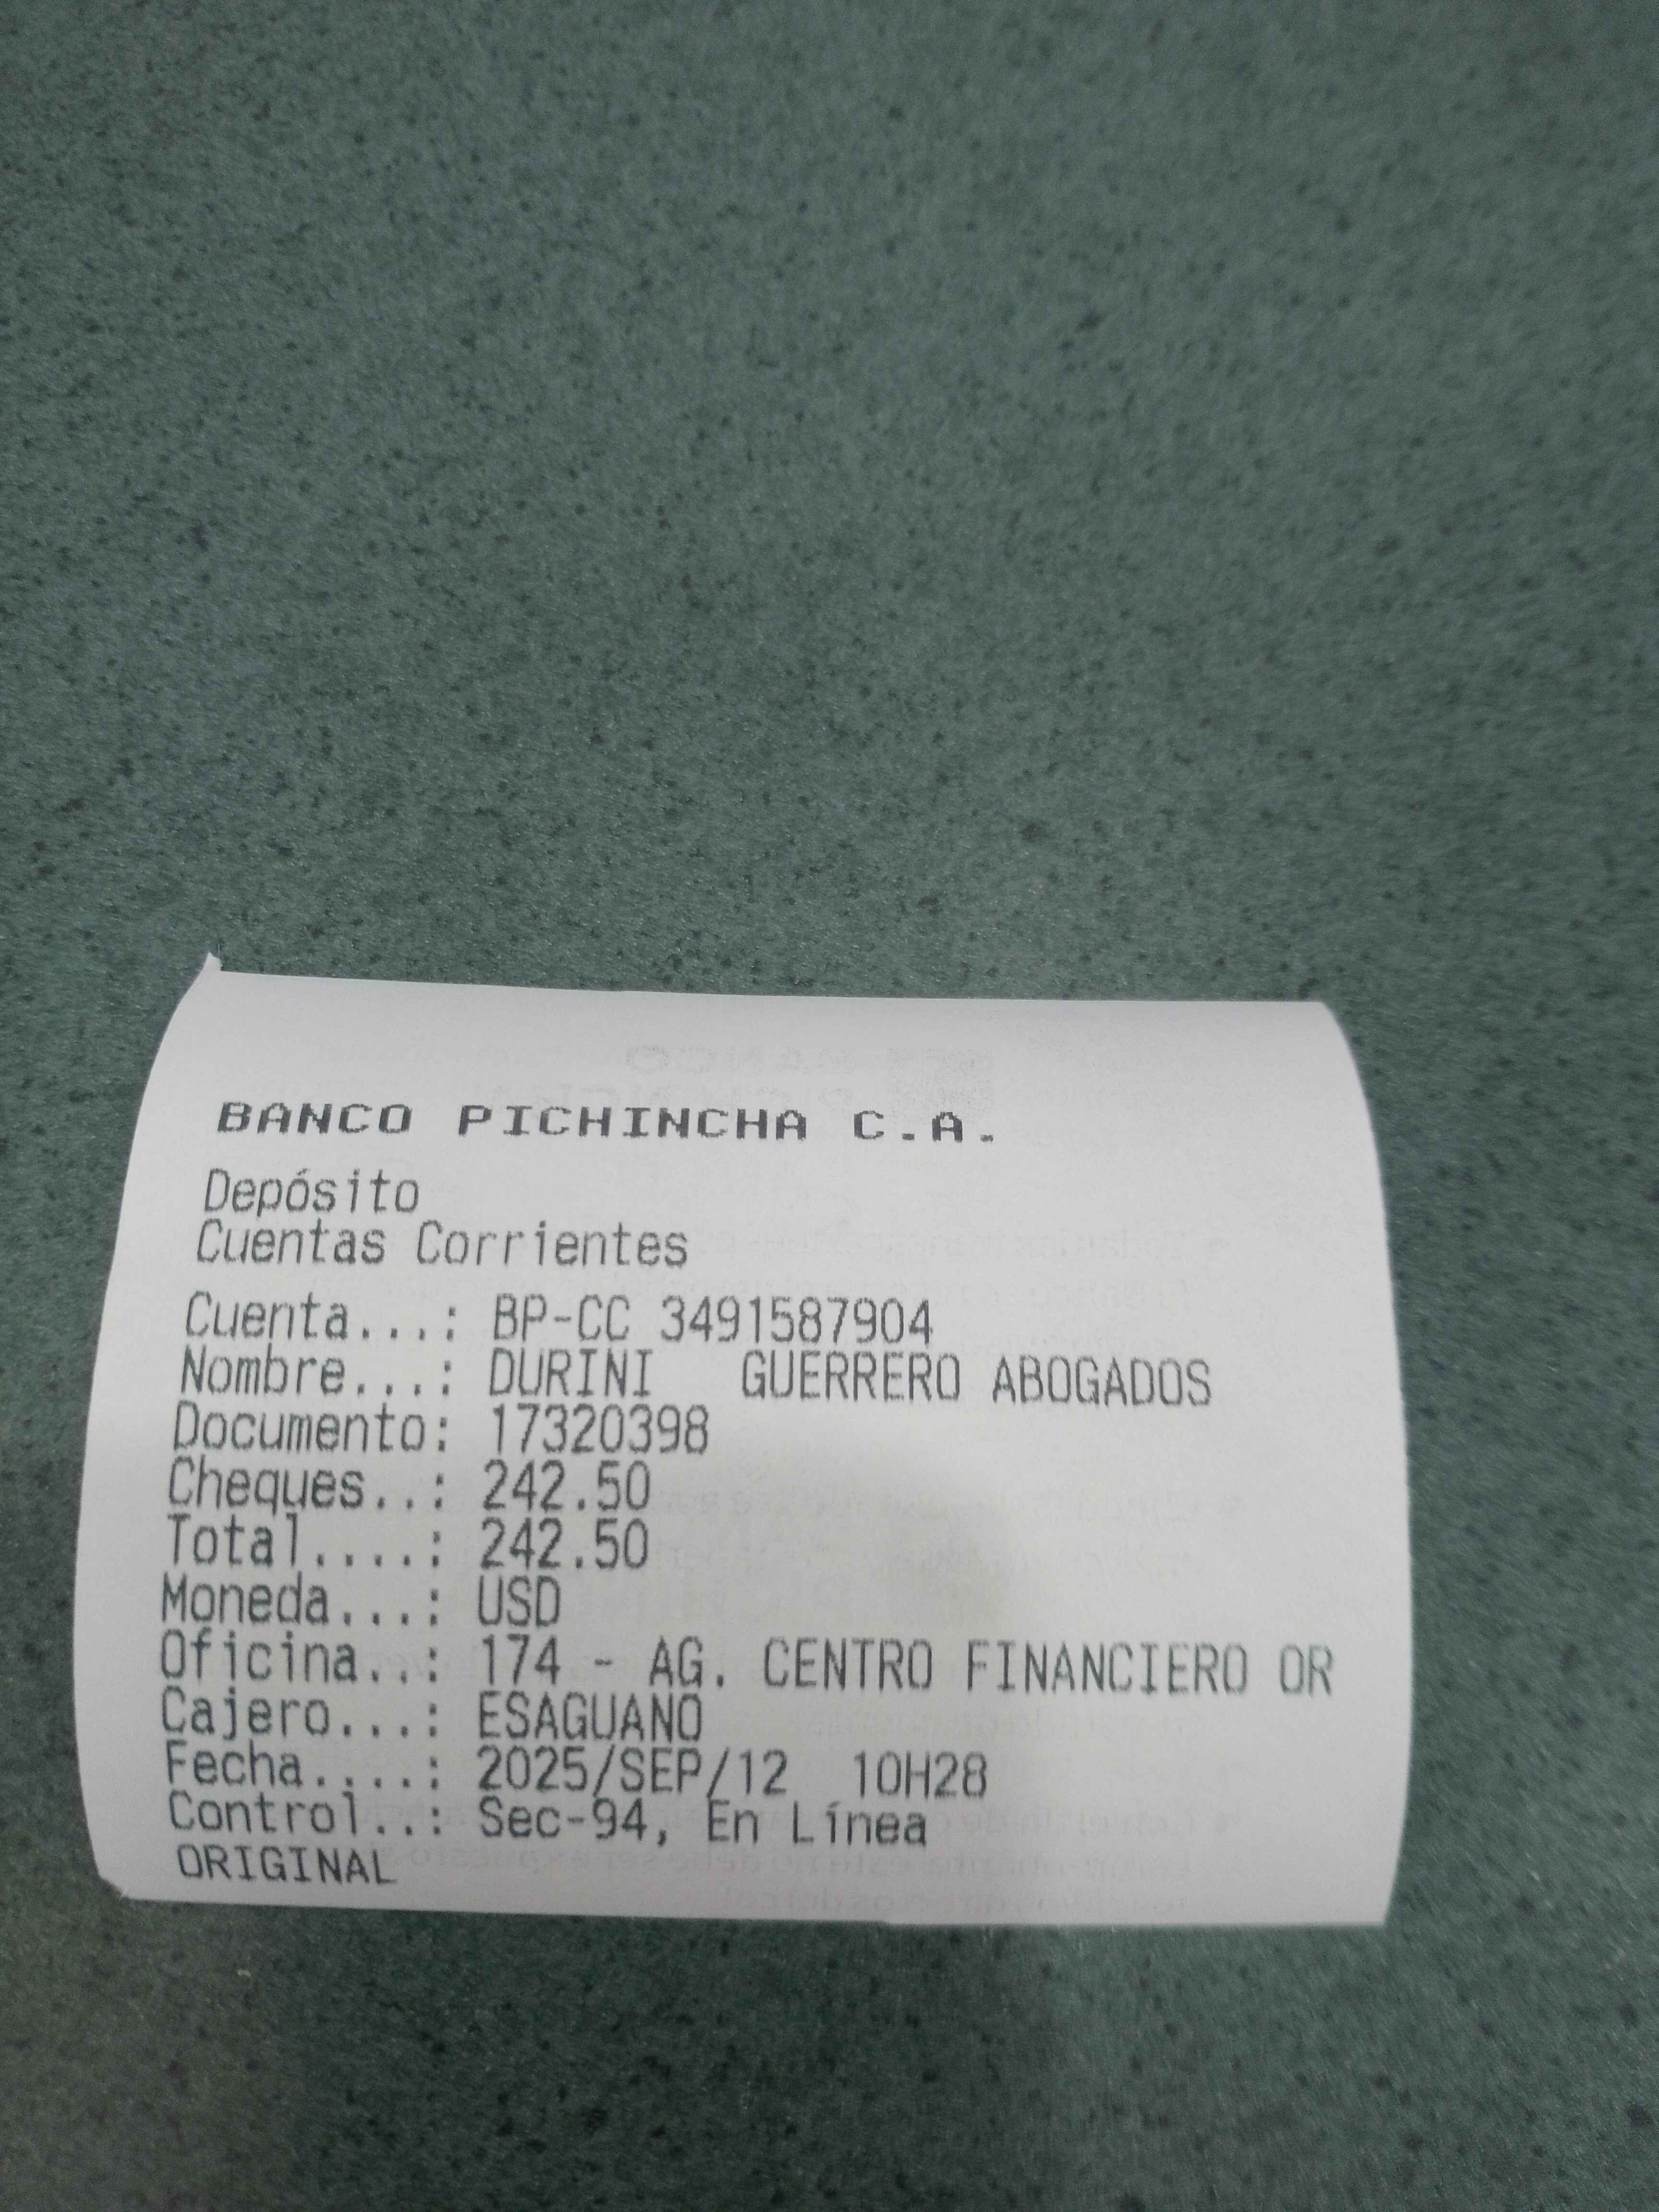 BANCO PICHINCHA C.A.
Depósito
Cuentas Corrientes
Cuenta...: BP-CC 3491587904
Nombre...: DURINI   GUERRERO ABOGADOS
Documento: 17320398
Cheques..: 242.50
Total....: 242.50
Moneda...: USD
Oficina..: 174 - AG. CENTRO FINANCIERO OR
Cajero...: ESAGUANO
Fecha....: 2025/SEP/12  10H28
Control..: Sec-94, En Línea
ORIGINAL